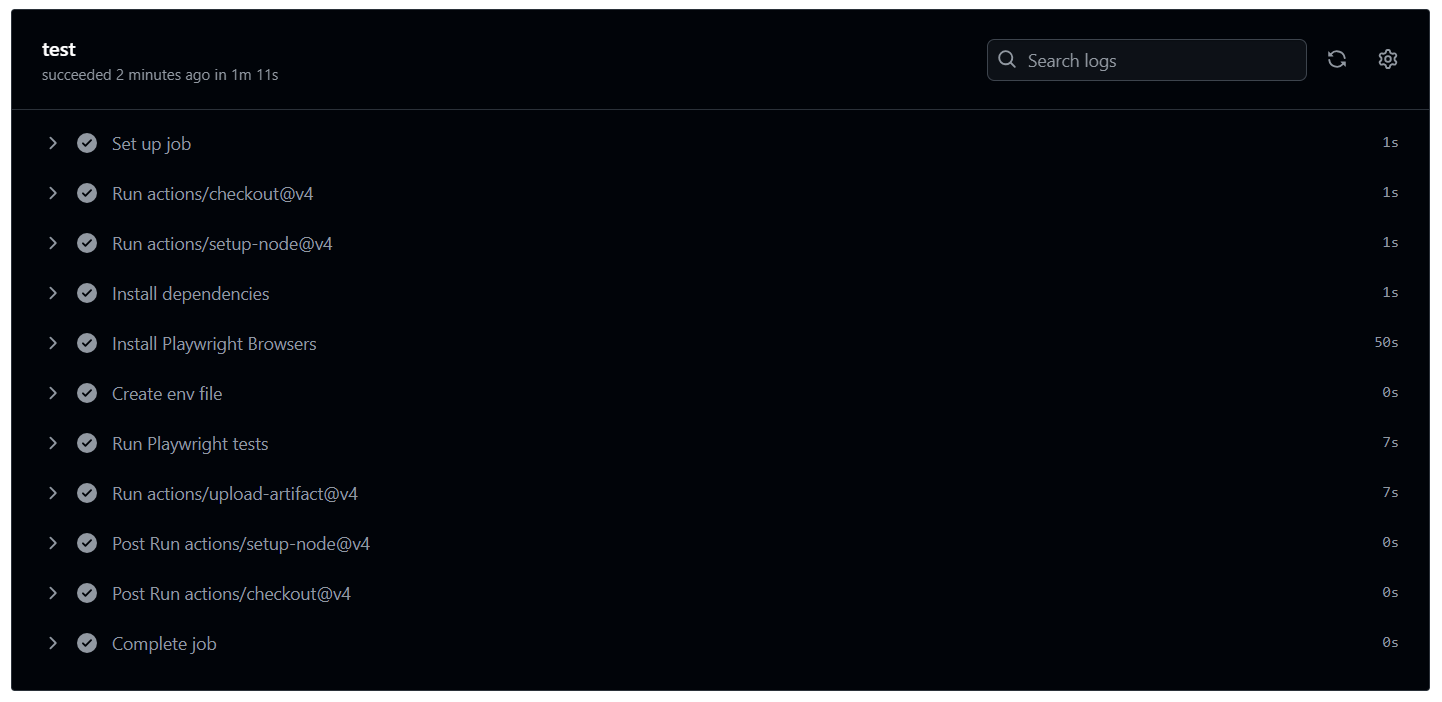 test
succeeded 2 minutes ago in 1m 11s
Search logs
Set up job 1s
Run actions/checkout@v4 1s
Run actions/setup-node@v4 1s
Install dependencies 1s
Install Playwright Browsers 50s
Create env file 0s
Run Playwright tests 7s
Run actions/upload-artifact@v4 7s
Post Run actions/setup-node@v4 0s
Post Run actions/checkout@v4 0s
Complete job 0s